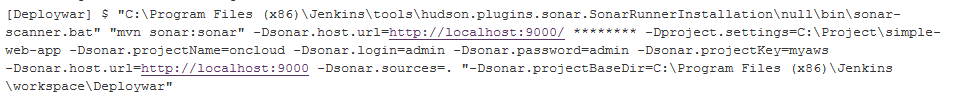 [Deploywar] $ "C:\Program Files (x86)\Jenkins\tools\hudson.plugins.sonar.SonarRunnerInstallation\null\bin\sonar-
scanner.bat" "mvn sonar:sonar" -Dsonar.host.url=http://localhost:9000/ ******** -Dproject.settings=C:\Project\simple-
web-app -Dsonar.projectName=oncloud -Dsonar.login=admin -Dsonar.password=admin -Dsonar.projectKey=myaws
-Dsonar.host.url=http://localhost:9000 -Dsonar.sources=. "-Dsonar.projectBaseDir=C:\Program Files (x86)\Jenkins
\workspace\Deploywar"